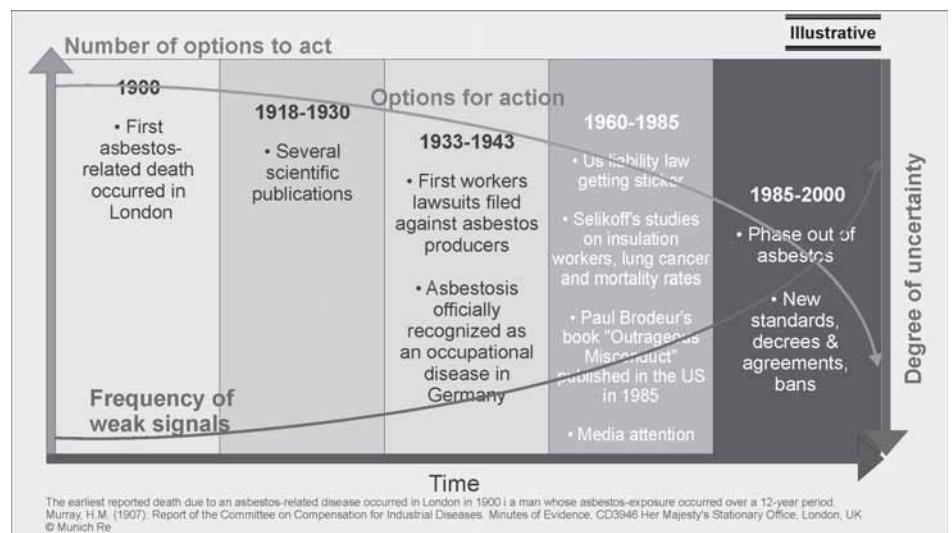 Illustrative
Number of options to act
1900
• First
asbestos-
related death
occurred in
London
1918-1930
• Several
scientific
publications
Options for action
1933-1943
• First workers
lawsuits filed
against asbestos
producers
• Asbestosis
officially
recognized as
an occupational
disease in
Germany
1960-1985
• Us liability law
getting sticker
• Selikoff's studies
on insulation
workers, lung cancer
and mortality rates
• Paul Brodeur's
book "Outrageous
Misconduct"
published in the US
in 1985
• Media attention
1985-2000
• Phase out of
asbestos
• New
standards,
decrees &
agreements,
bans
Degree of uncertainty
Frequency of
weak signals
Time
The earliest reported death due to an asbestos-related disease occurred in London in 1900 i a man whose asbestos-exposure occurred over a 12-year period.
Murray, H.M. (1907): Report of the Committee on Compensation for Industrial Diseases. Minutes of Evidence, CD3946 Her Majesty's Stationary Office, London, UK
© Munich Re